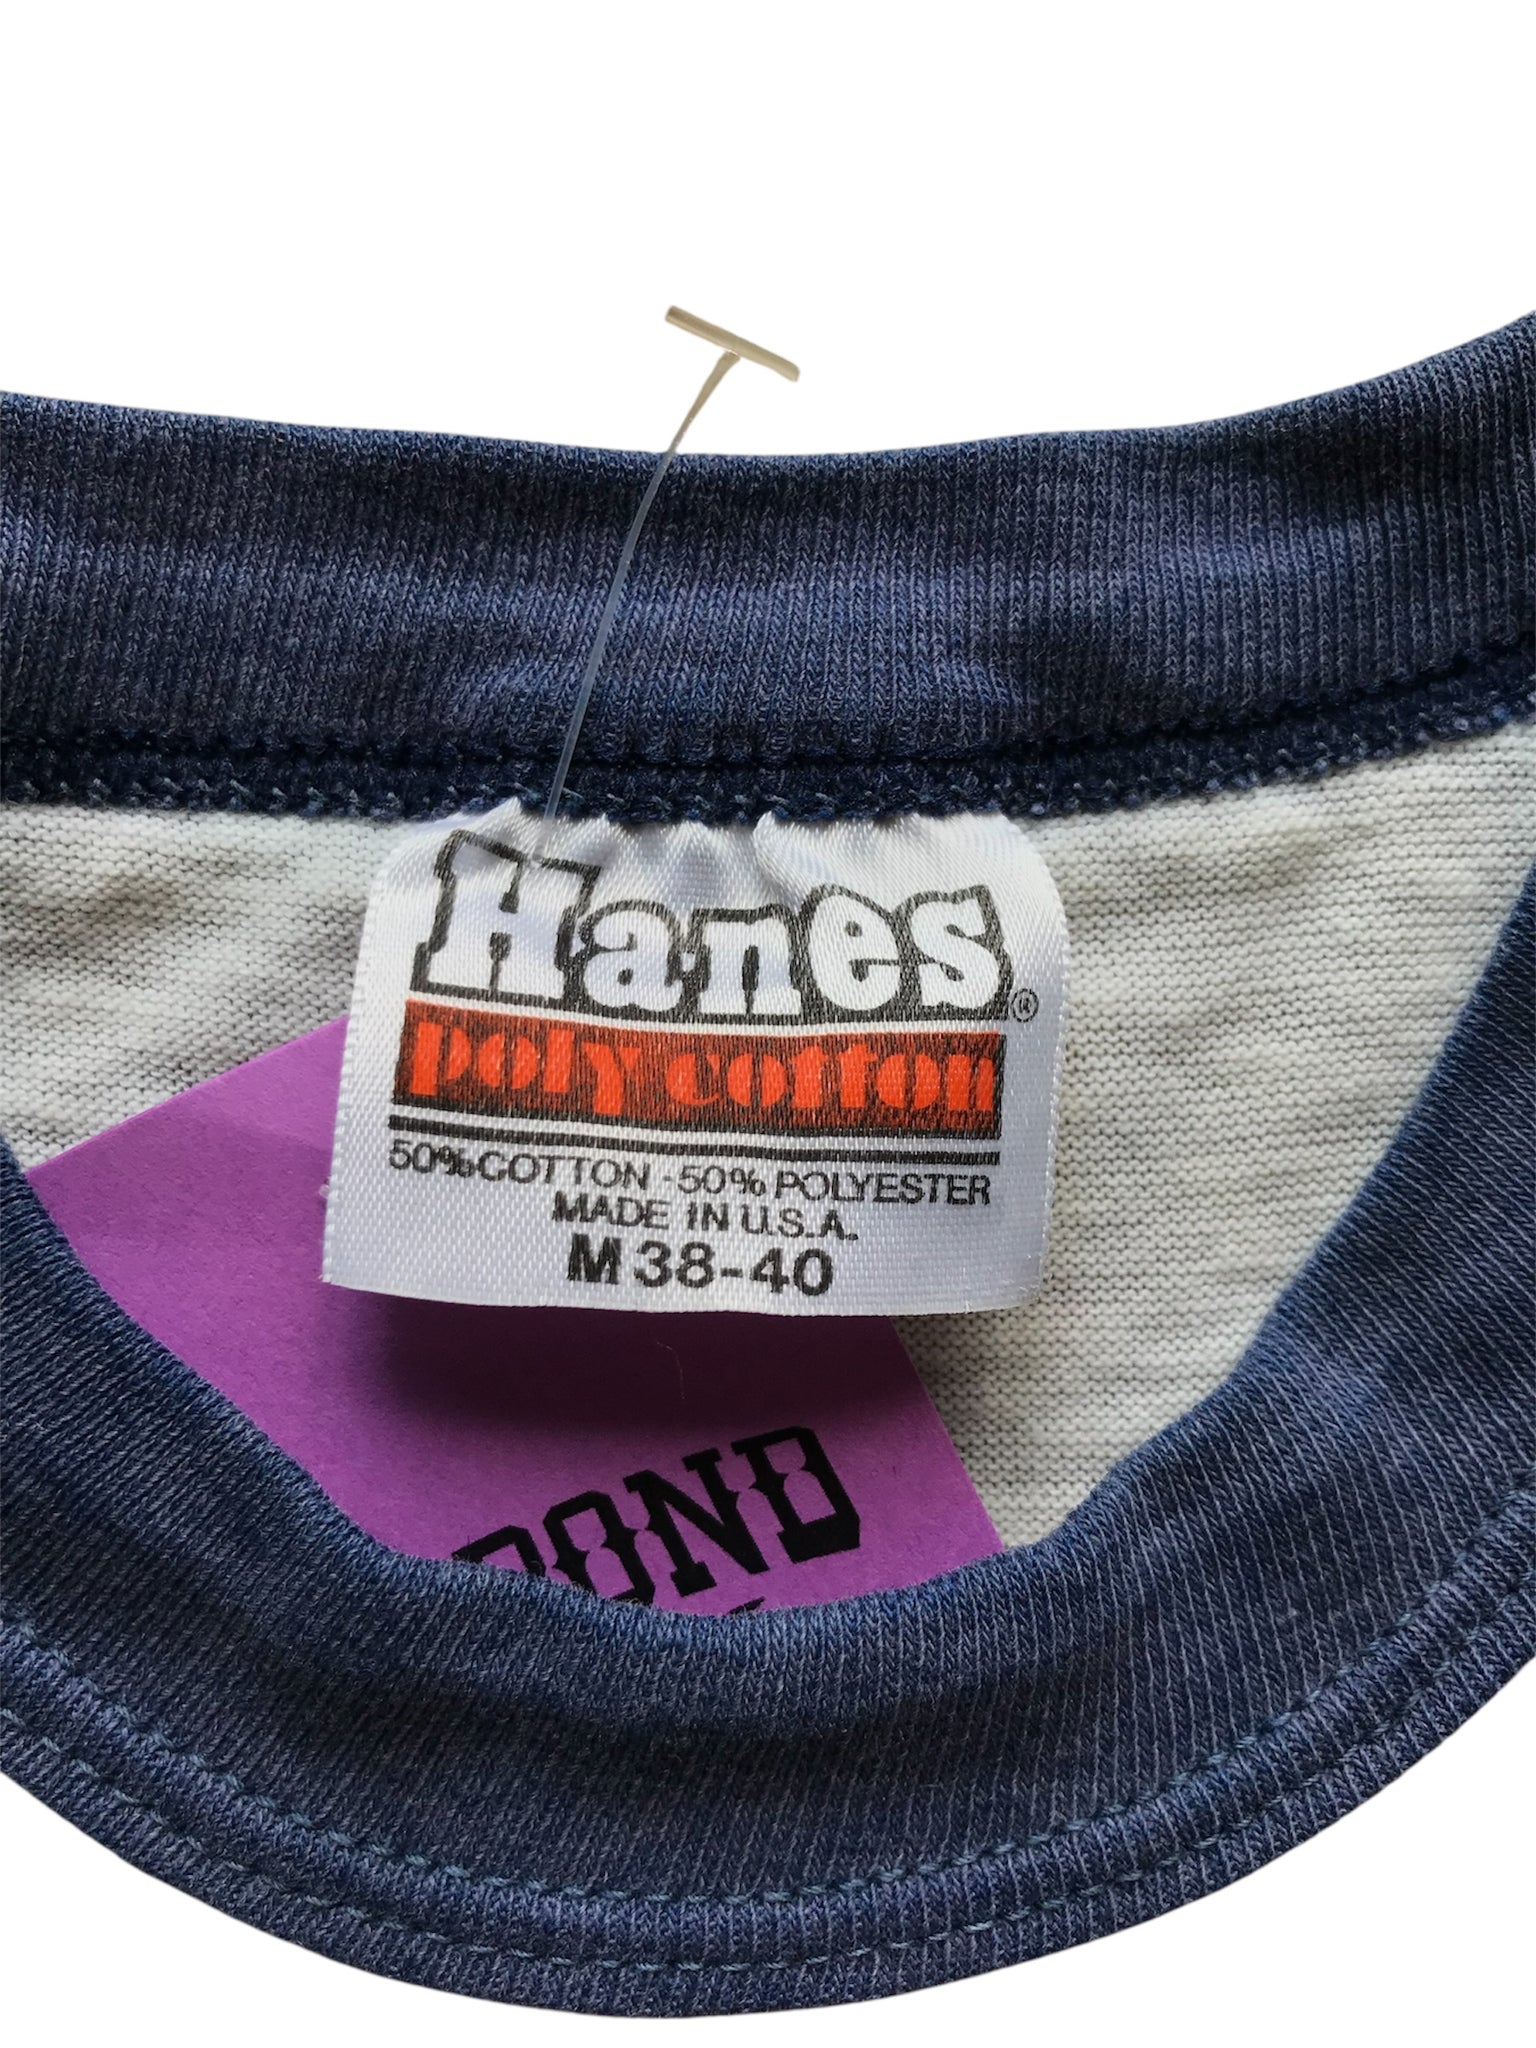 Hanes®
poly cotton
50% COTTON - 50% POLYESTER
MADE IN U.S.A.
M 38-40